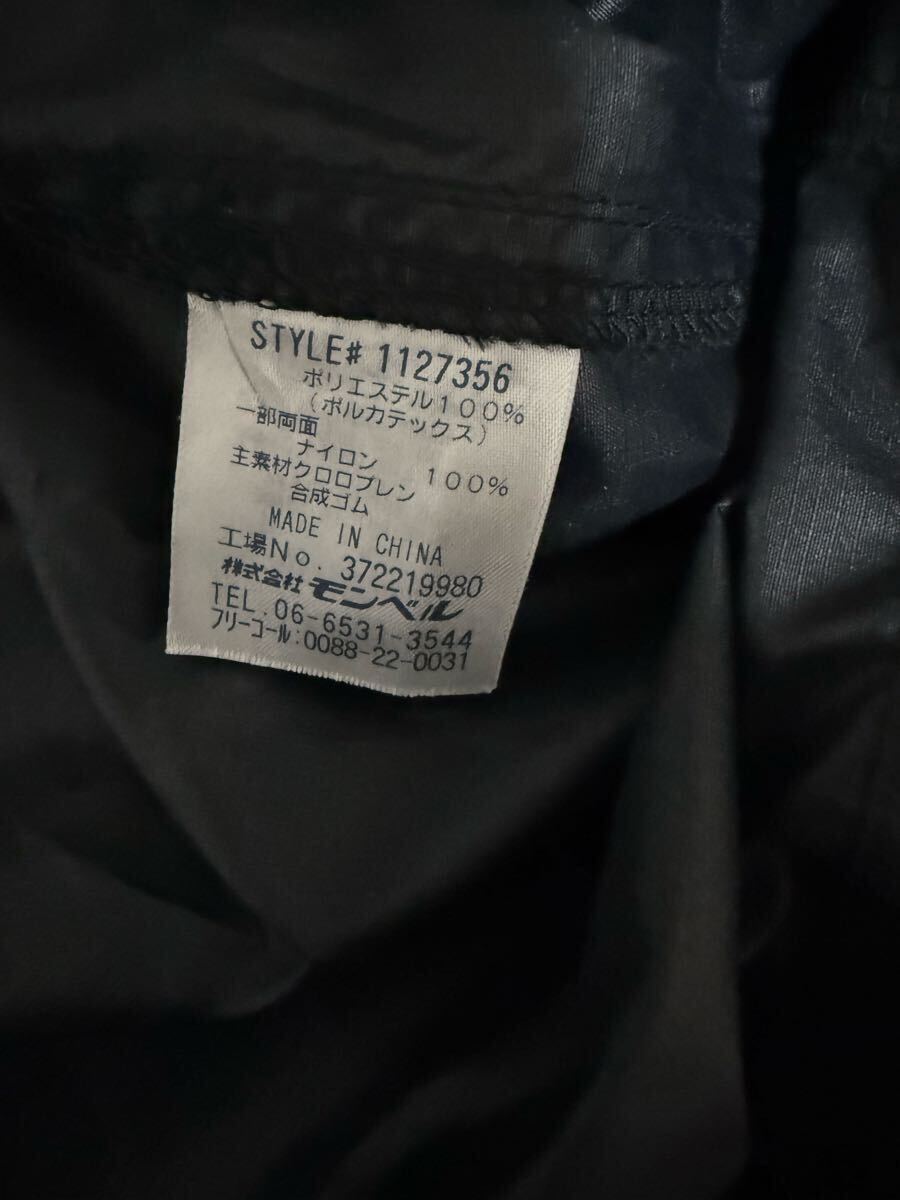 STYLE# 1127356
ポリエステル100%
(ポルカテックス)
一部両面
ナイロン 100%
主素材クロロプレン
合成ゴム
MADE IN CHINA
工場No. 372219980
株式会社モンベル
TEL. 06-6531-3544
フリーコール:0088-22-0031